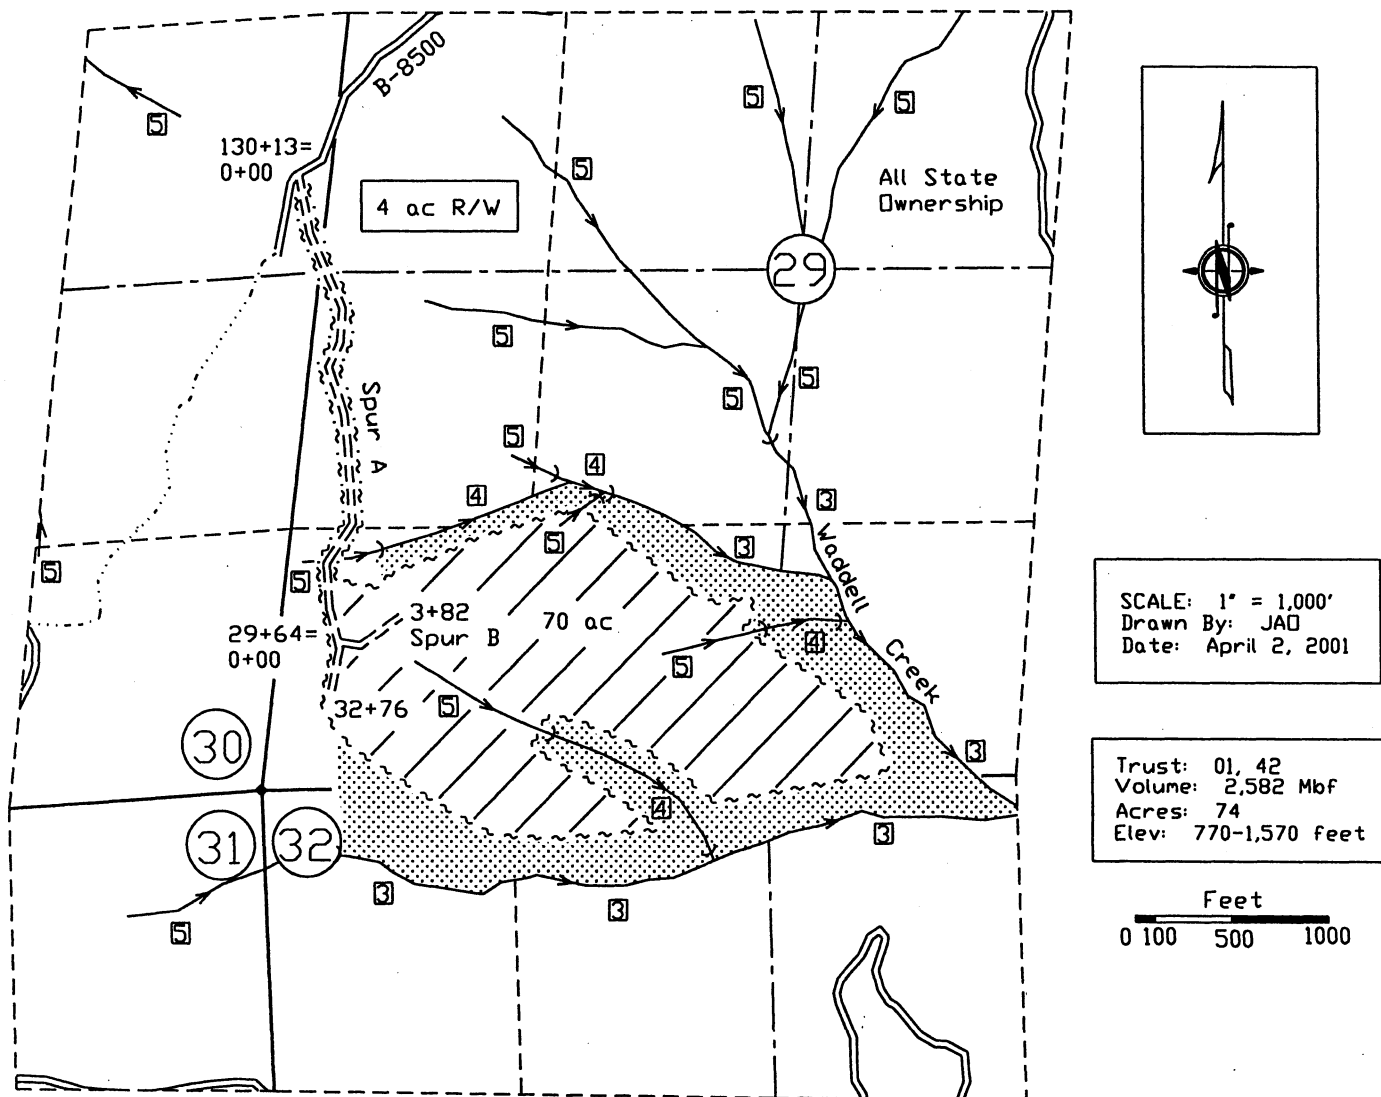 B-8500
5
5
5
130+13=
0+00
5
4 ac R/W
All State
Ownership
29
5
5
5
Spur A
5
4
4
3
Waddell
Creek
5
3
5
5
3+82
Spur B
70 ac
29+64=
0+00
4
5
5
32+76
30
3
4
31
32
3
3
3
5
N
SCALE: 1" = 1,000'
Drawn By: JAO
Date: April 2, 2001
Trust: 01, 42
Volume: 2,582 Mbf
Acres: 74
Elev: 770-1,570 feet
Feet
0 100 500 1000